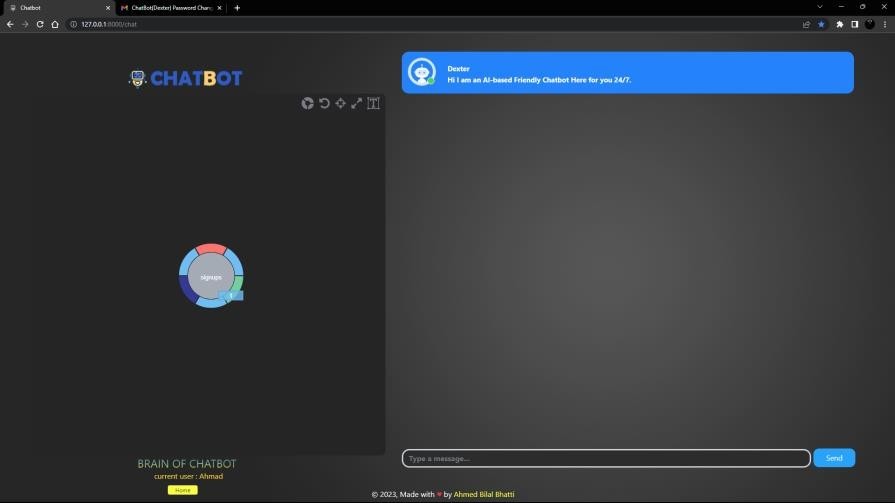 Chatbot
ChatBot(Dexter) Password Chang
127.0.0.1:8000/chat
CHATBOT
Dexter
Hi I am an AI-based Friendly Chatbot Here for you 24/7.
signups
BRAIN OF CHATBOT
current user : Ahmad
Home
Type a message...
Send
© 2023, Made with ♥ by Ahmed Bilal Bhatti